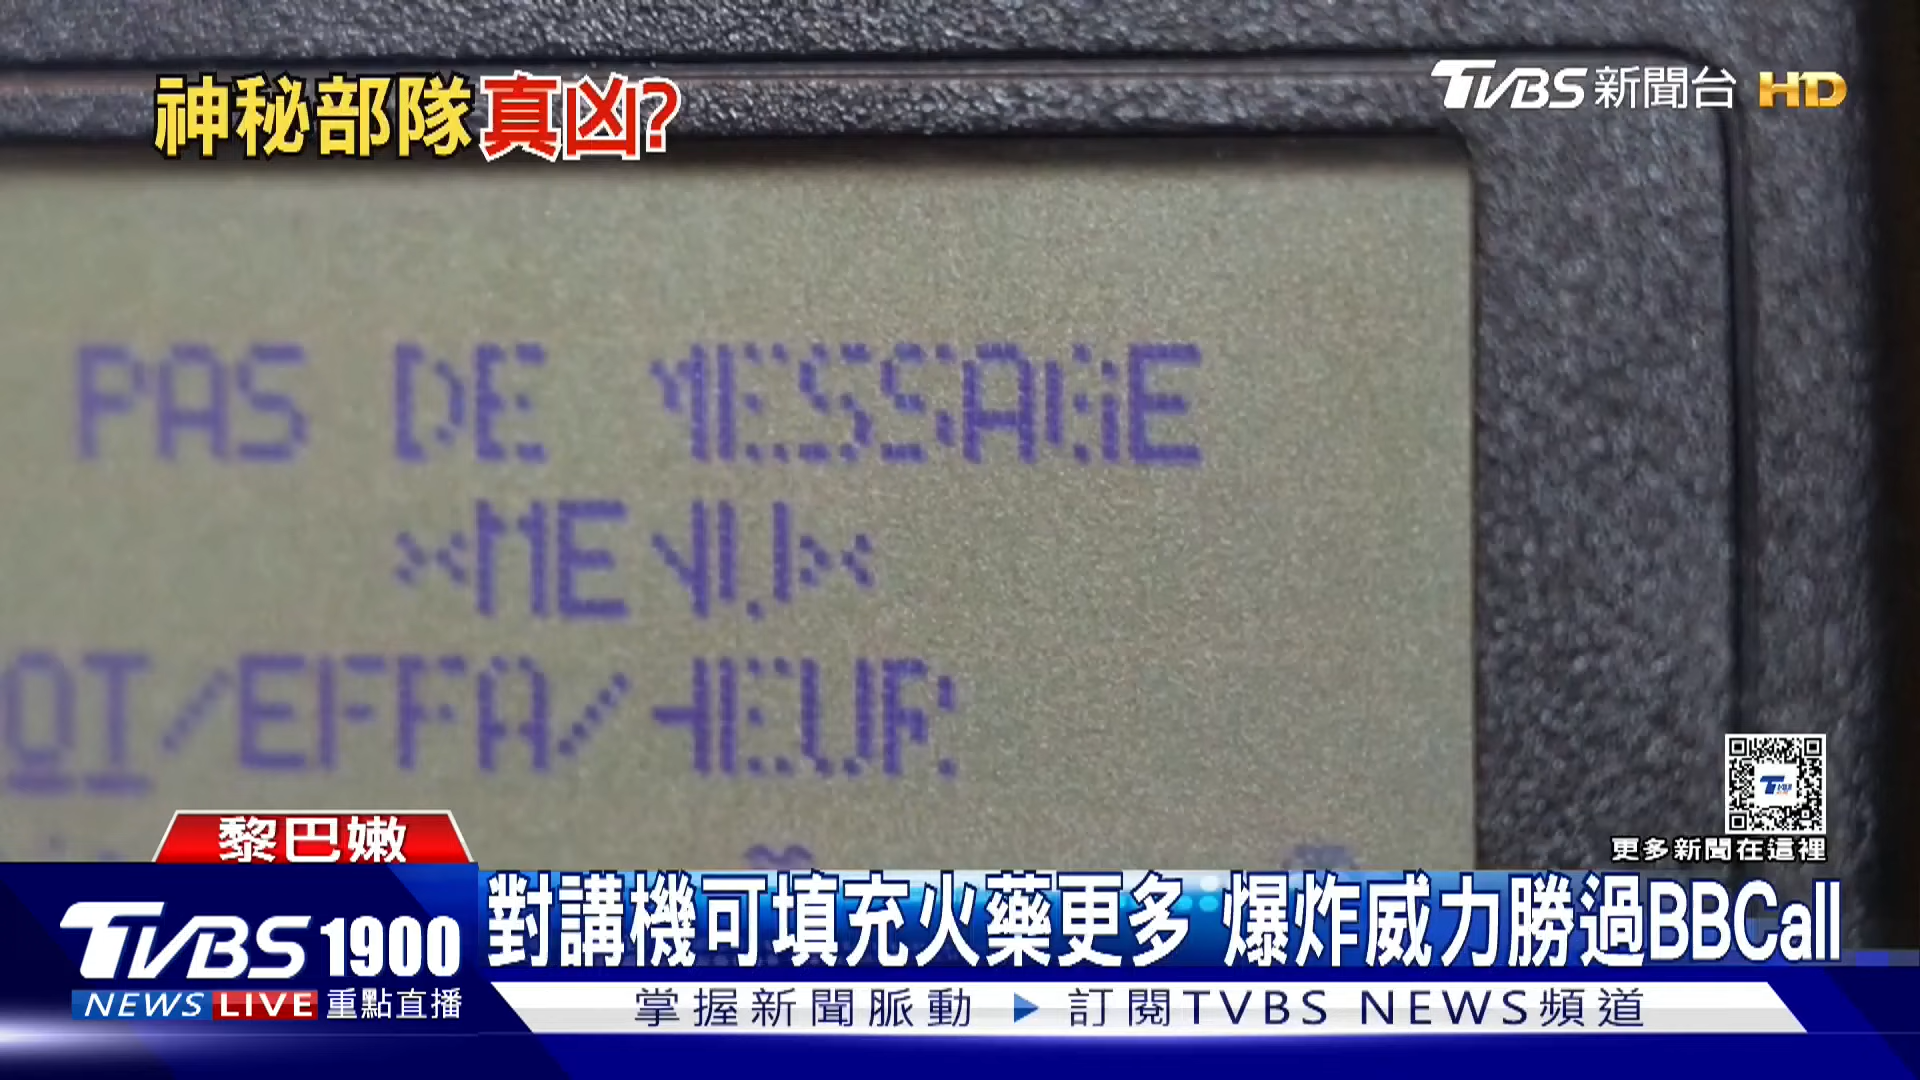 神秘部隊真凶?
TVBS新聞台 HD
PAS DE MESSAGE
*MENU*
OT/EFFA/HEUR
更多新聞在這裡
黎巴嫩
對講機可填充火藥更多 爆炸威力勝過BBCall
TVBS 1900
NEWS LIVE 重點直播
掌握新聞脈動 ▶ 訂閱TVBS NEWS頻道